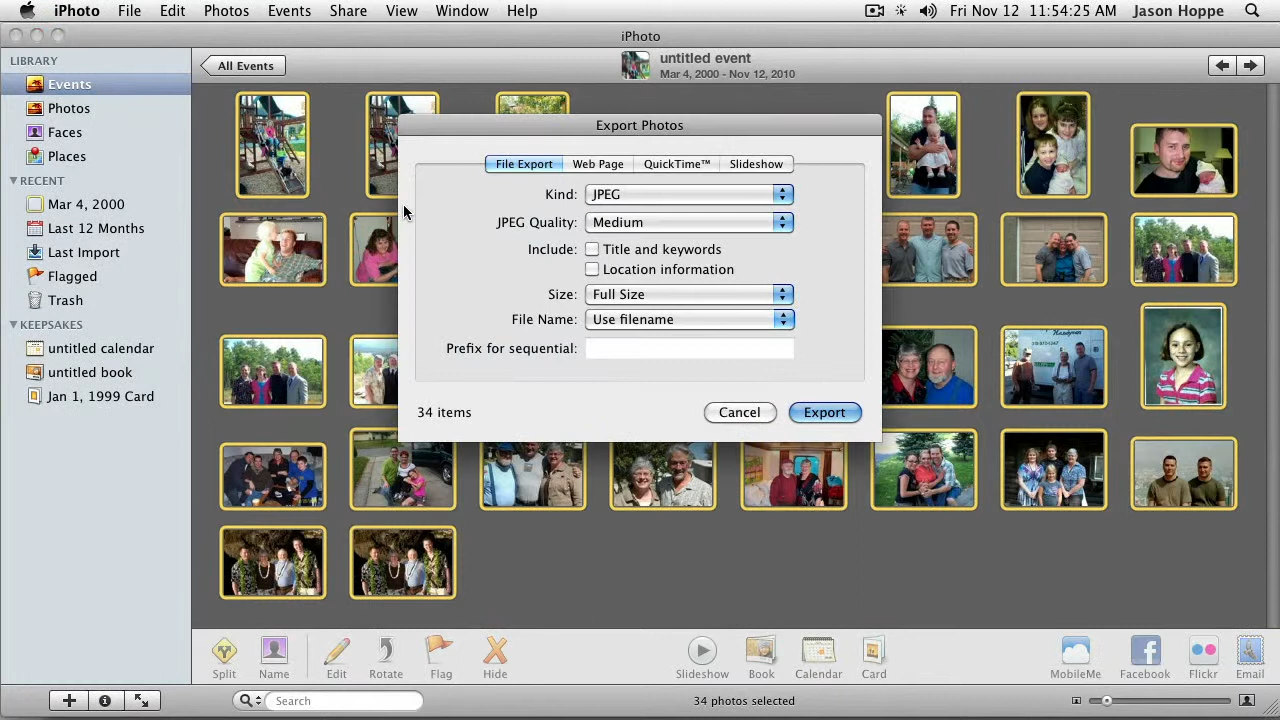 iPhoto File Edit Photos Events Share View Window Help Fri Nov 12 11:54:25 AM Jason Hoppe
iPhoto
LIBRARY
Events
Photos
Faces
Places
RECENT
Mar 4, 2000
Last 12 Months
Last Import
Flagged
Trash
KEEPSAKES
untitled calendar
untitled book
Jan 1, 1999 Card
All Events
untitled event
Mar 4, 2000 - Nov 12, 2010
Export Photos
File Export Web Page QuickTime™ Slideshow
Kind: JPEG
JPEG Quality: Medium
Include: Title and keywords
Location information
Size: Full Size
File Name: Use filename
Prefix for sequential:
34 items Cancel Export
Split Name Edit Rotate Flag Hide Slideshow Book Calendar Card MobileMe Facebook Flickr Email
Search 34 photos selected